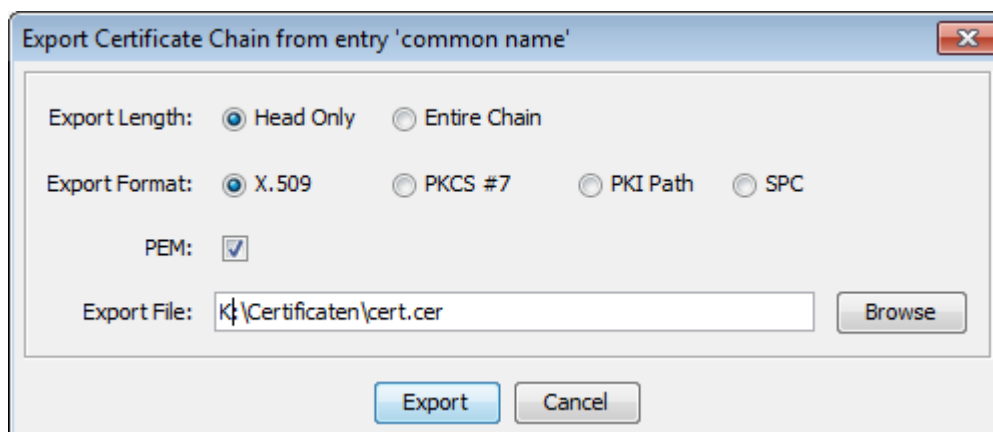 Export Certificate Chain from entry 'common name'
Export Length: Head Only Entire Chain
Export Format: X.509 PKCS #7 PKI Path SPC
PEM:
Export File: K:\Certificaten\cert.cer Browse
Export Cancel